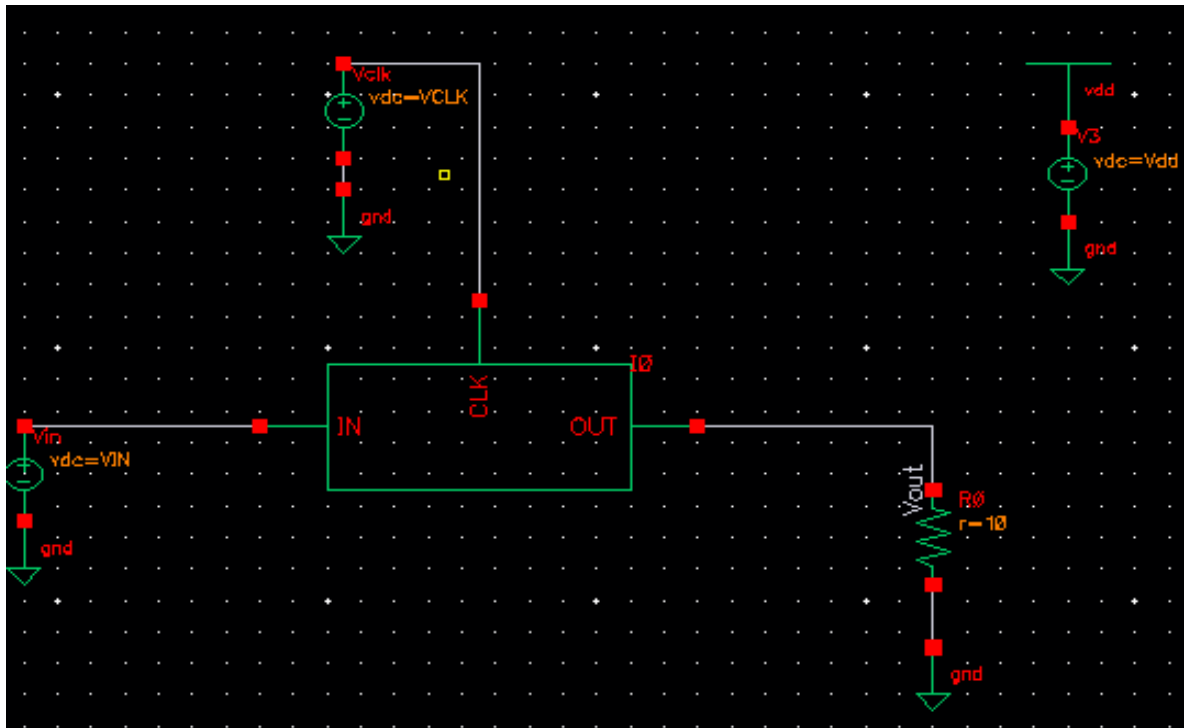 Vclk
vdc=VCLK
gnd
vdd
V3
vdc=Vdd
gnd
I0
CLK
IN
OUT
Vin
vdc=VIN
gnd
Vout
R0
r=10
gnd